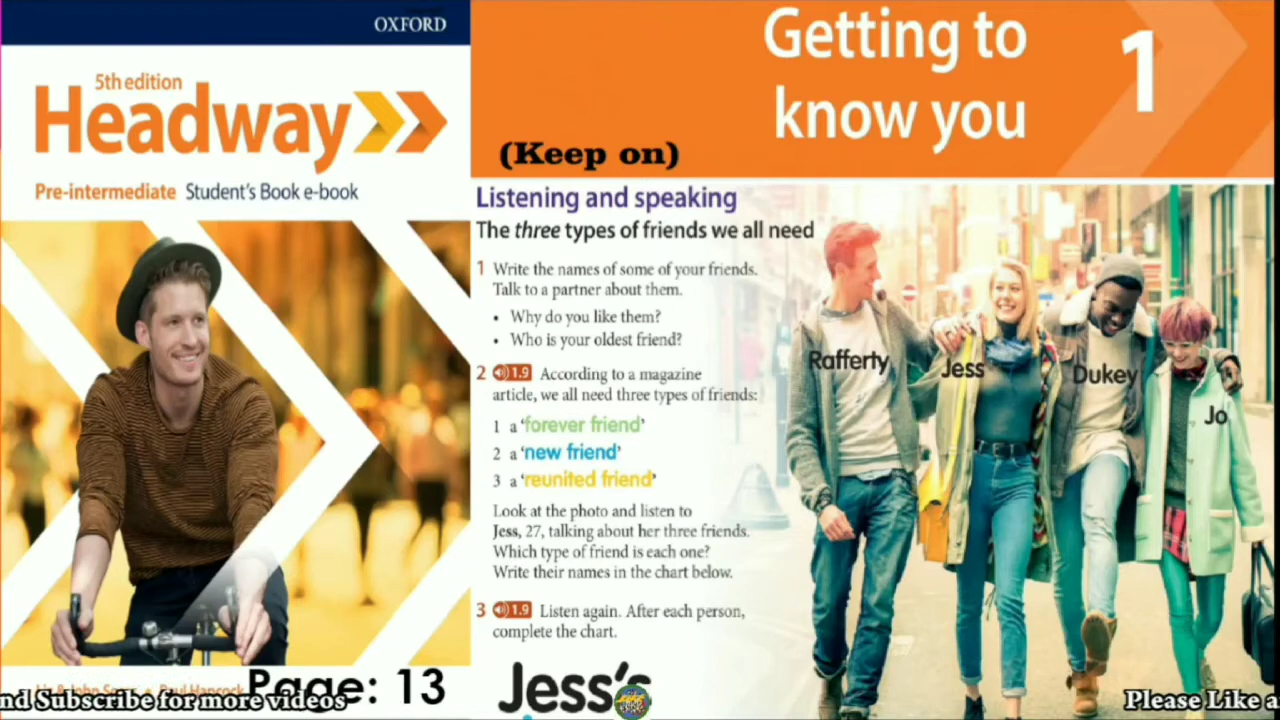 OXFORD
5th edition
Headway
Pre-intermediate Student's Book e-book
Page: 13
nd Subscribe for more videos
Getting to
know you
1
(Keep on)
Listening and speaking
The three types of friends we all need
1 Write the names of some of your friends.
Talk to a partner about them.
• Why do you like them?
• Who is your oldest friend?
2 1.9 According to a magazine
article, we all need three types of friends:
1 a 'forever friend'
2 a 'new friend'
3 a 'reunited friend'
Look at the photo and listen to
Jess, 27, talking about her three friends.
Which type of friend is each one?
Write their names in the chart below.
3 1.9 Listen again. After each person,
complete the chart.
Jess's
Rafferty
Jess
Dukey
Jo
Please Like a